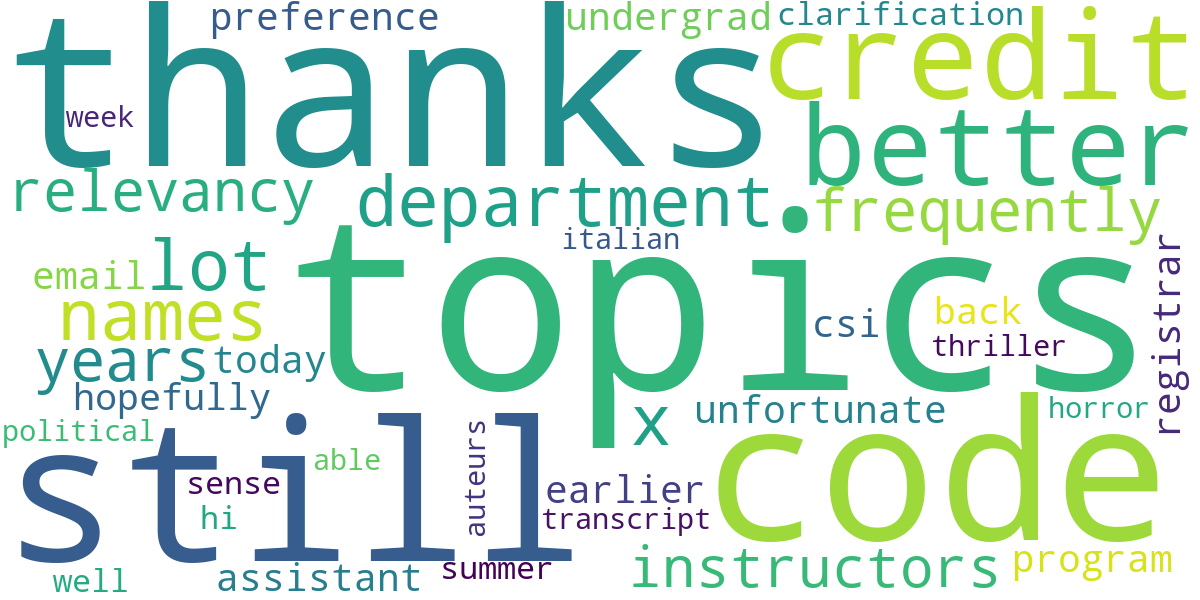 preference
undergrad
clarification
thanks
credit
week
better
relevancy
department
frequently
italian
email
lot
topics
names
csi
back
registrar
years
today
thriller
hopefully
x
unfortunate
horror
political
still
auteurs
code
able
sense
earlier
hi
transcript
instructors
program
well
assistant
summer